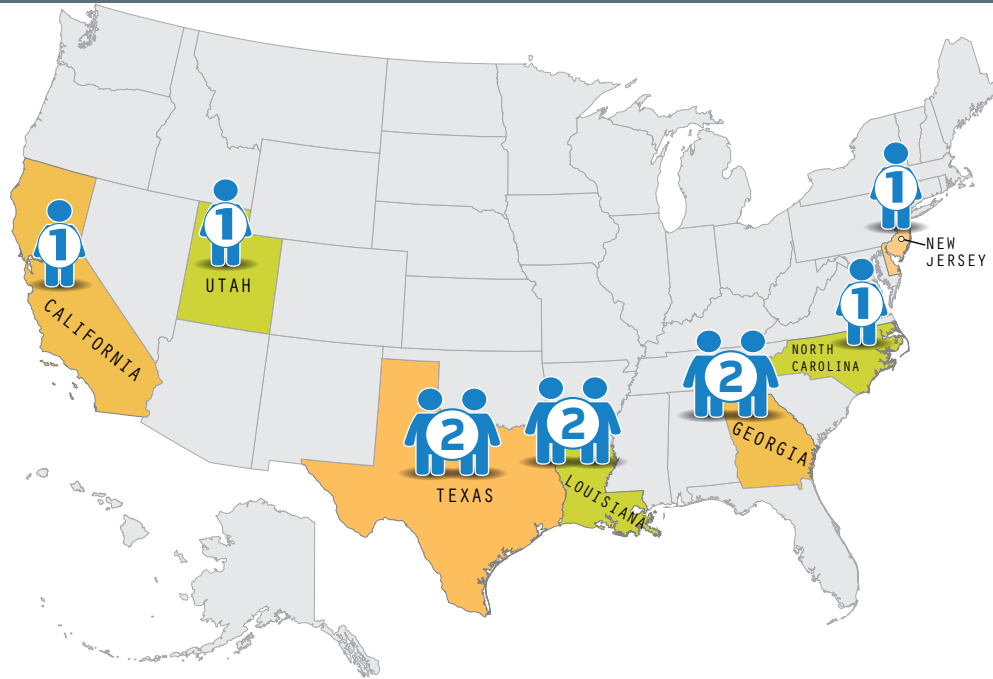 1
NEW
JERSEY
1
UTAH
1
CALIFORNIA
1
NORTH
CAROLINA
2
GEORGIA
2
LOUISIANA
2
TEXAS